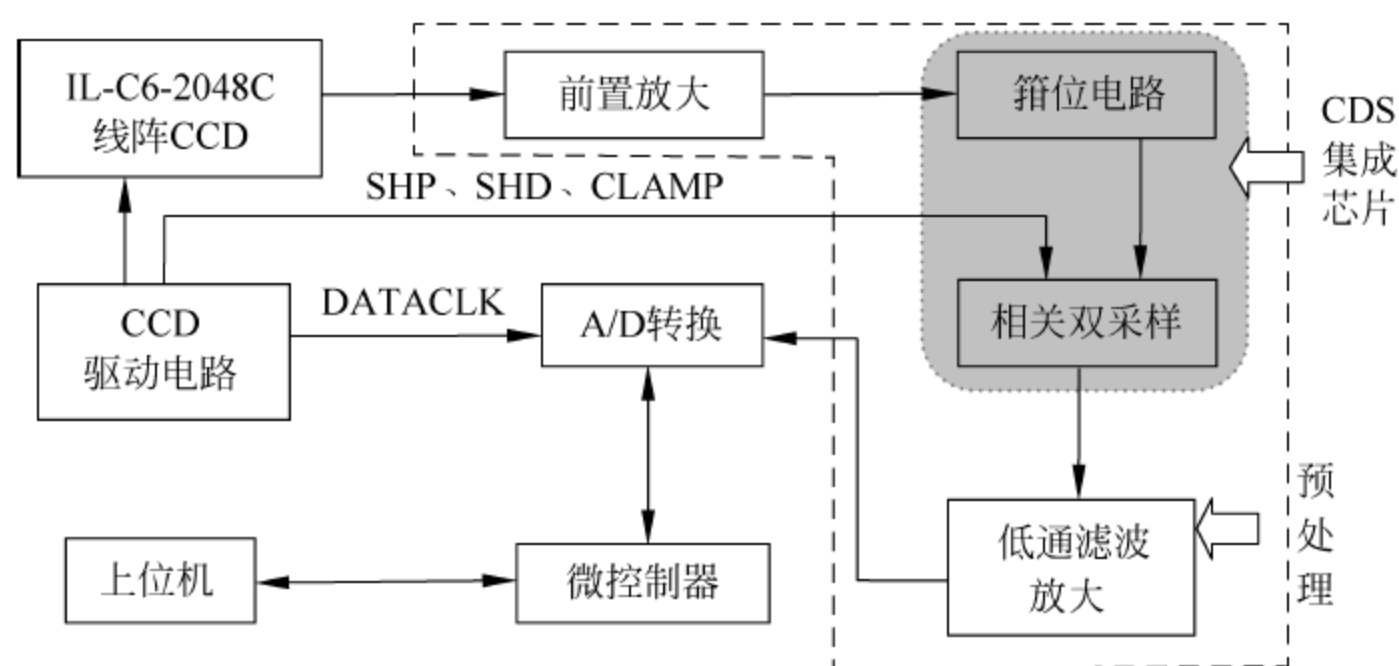 IL-C6-2048C
线阵CCD
前置放大
箝位电路
CDS
集成
芯片
SHP、SHD、CLAMP
CCD
驱动电路
DATACLK
A/D转换
相关双采样
上位机
微控制器
低通滤波
放大
预
处
理